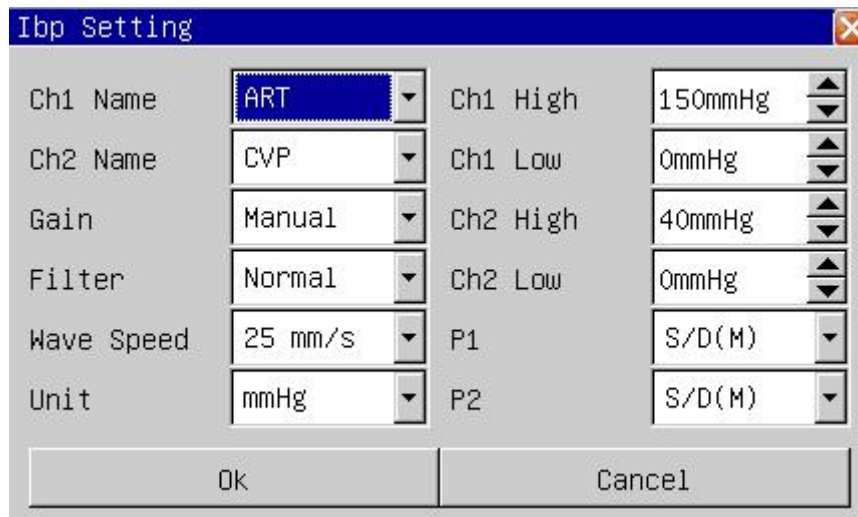 Ibp Setting
Ch1 Name ART Ch1 High 150mmHg
Ch2 Name CVP Ch1 Low 0mmHg
Gain Manual Ch2 High 40mmHg
Filter Normal Ch2 Low 0mmHg
Wave Speed 25 mm/s P1 S/D(M)
Unit mmHg P2 S/D(M)
Ok Cancel